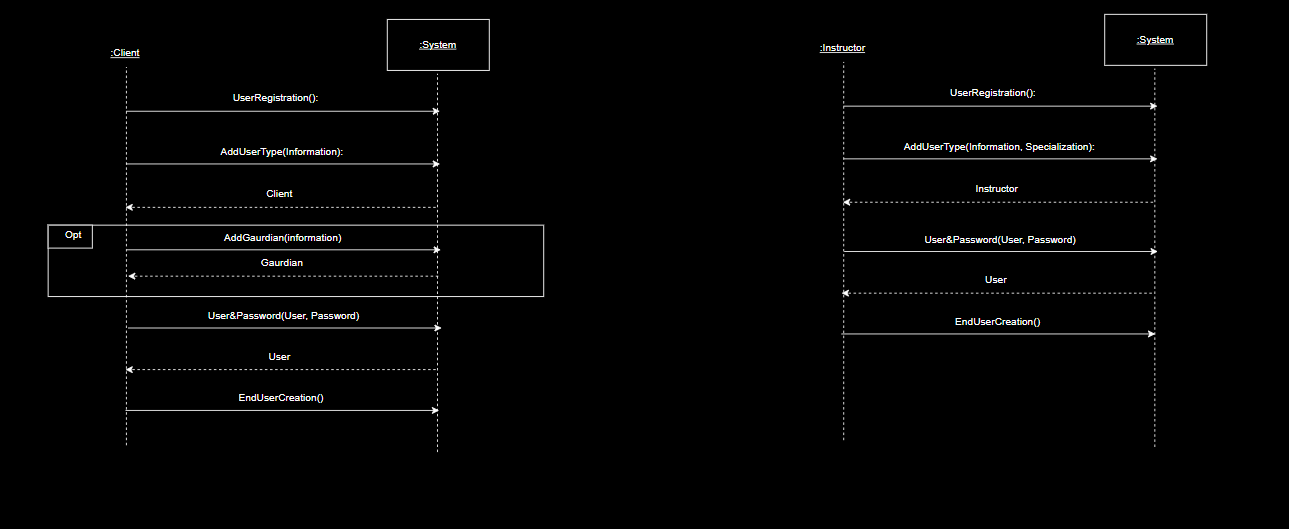 :Client
:System
UserRegistration():
AddUserType(Information):
Client
Opt
AddGaurdian(information)
Gaurdian
User&Password(User, Password)
User
EndUserCreation()
:Instructor
:System
UserRegistration():
AddUserType(Information, Specialization):
Instructor
User&Password(User, Password)
User
EndUserCreation()